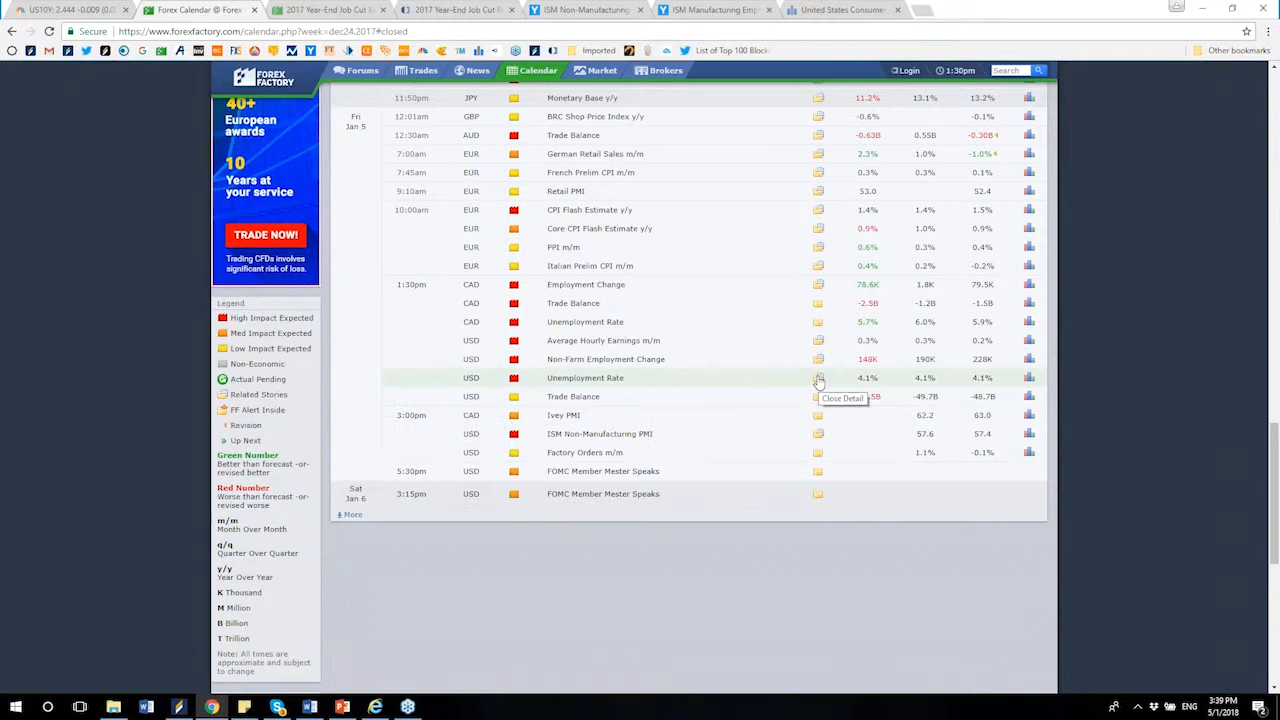 US10Y: 2.444 -0.009 (0.0
Forex Calendar @ Forex
2017 Year-End Job Cut R
2017 Year-End Job Cut R
ISM Non-Manufacturing
ISM Manufacturing Emp
United States Consume
Secure
https://www.forexfactory.com/calendar.php?week=dec24.2017#closed
Imported
List of Top 100 Block
Other bookmarks
FOREX FACTORY
Forums
Trades
News
Calendar
Market
Brokers
Login
1:30pm
Search
11:50pm JPY Monetary Base y/y 11.2% 13.1% 13.2%
Fri Jan 5
12:01am GBP BRC Shop Price Index y/y -0.6% -0.1%
12:30am AUD Trade Balance -0.63B 0.55B -0.30B
7:00am EUR German Retail Sales m/m 2.3% 1.0% -1.0%
7:45am EUR French Prelim CPI m/m 0.3% 0.3% 0.1%
9:10am EUR Retail PMI 53.0 52.4
10:00am EUR CPI Flash Estimate y/y 1.4% 1.4% 1.5%
EUR Core CPI Flash Estimate y/y 0.9% 1.0% 0.9%
EUR PPI m/m 0.6% 0.3% 0.4%
EUR Italian Prelim CPI m/m 0.4% 0.2% -0.2%
1:30pm CAD Employment Change 78.6K 1.8K 79.5K
CAD Trade Balance -2.5B -1.2B -1.5B
CAD Unemployment Rate 5.7% 6.0% 5.9%
USD Average Hourly Earnings m/m 0.3% 0.3% 0.2%
USD Non-Farm Employment Change 148K 190K 228K
USD Unemployment Rate 4.1% 4.1% 4.1%
Close Detail
USD Trade Balance .5B -49.7B -48.7B
3:00pm CAD Ivey PMI 62.2 63.0
USD ISM Non-Manufacturing PMI 57.6 57.4
USD Factory Orders m/m 1.1% -0.1%
5:30pm USD FOMC Member Mester Speaks
Sat Jan 6
3:15pm USD FOMC Member Mester Speaks
More
40+
European
awards
10
Years at
your service
TRADE NOW!
Trading CFDs involves
significant risk of loss.
Legend
High Impact Expected
Med Impact Expected
Low Impact Expected
Non-Economic
Actual Pending
Related Stories
FF Alert Inside
Revision
Up Next
Green Number
Better than forecast -or-
revised better
Red Number
Worse than forecast -or-
revised worse
m/m
Month Over Month
q/q
Quarter Over Quarter
y/y
Year Over Year
K Thousand
M Million
B Billion
T Trillion
Note: All times are
approximate and subject
to change
ENG
3:39 PM
5/1/2018